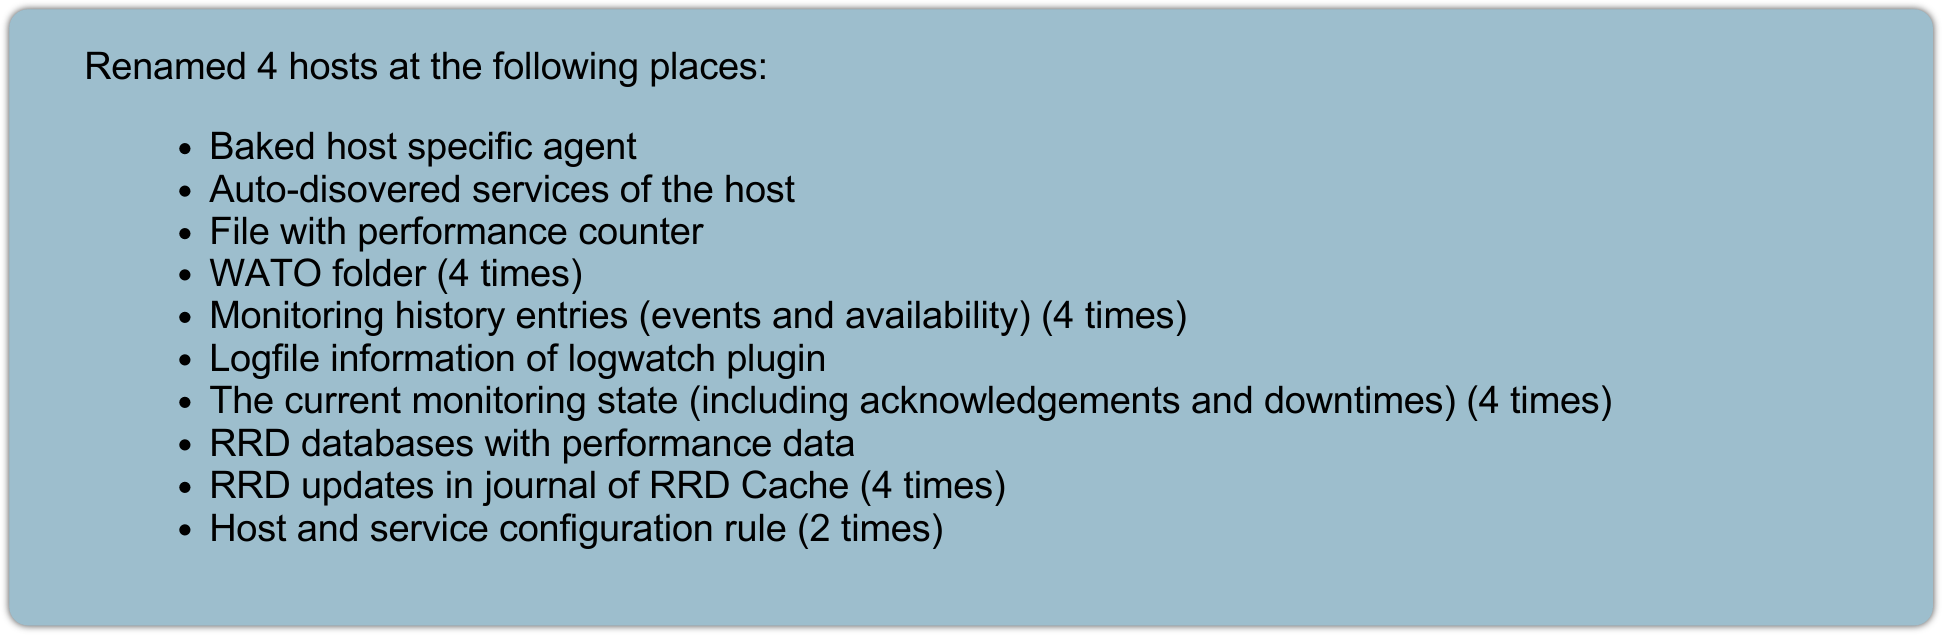 Renamed 4 hosts at the following places:
• Baked host specific agent
• Auto-disovered services of the host
• File with performance counter
• WATO folder (4 times)
• Monitoring history entries (events and availability) (4 times)
• Logfile information of logwatch plugin
• The current monitoring state (including acknowledgements and downtimes) (4 times)
• RRD databases with performance data
• RRD updates in journal of RRD Cache (4 times)
• Host and service configuration rule (2 times)